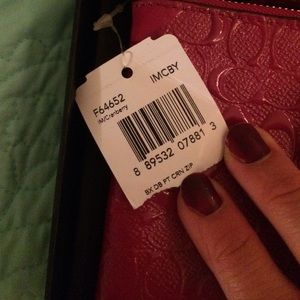 IMCBY
F64652
IM/Cranberry
8 89532 07881 3
BX DB PT CRN ZIP